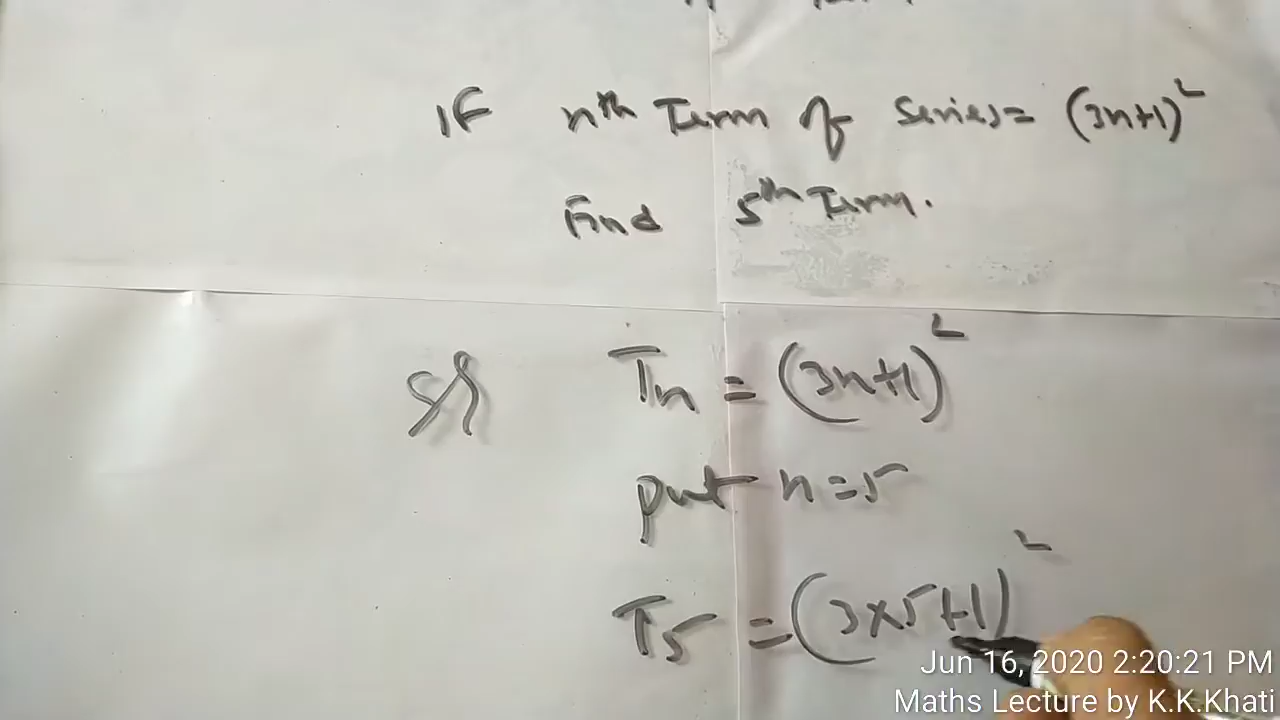 IF nth Term of Series = (3n+1)²
Find 5th Term.
Tn = (3n+1)²
put n=5
T5 = (3×5+1)²
Jun 16, 2020 2:20:21 PM
Maths Lecture by K.K.Khati